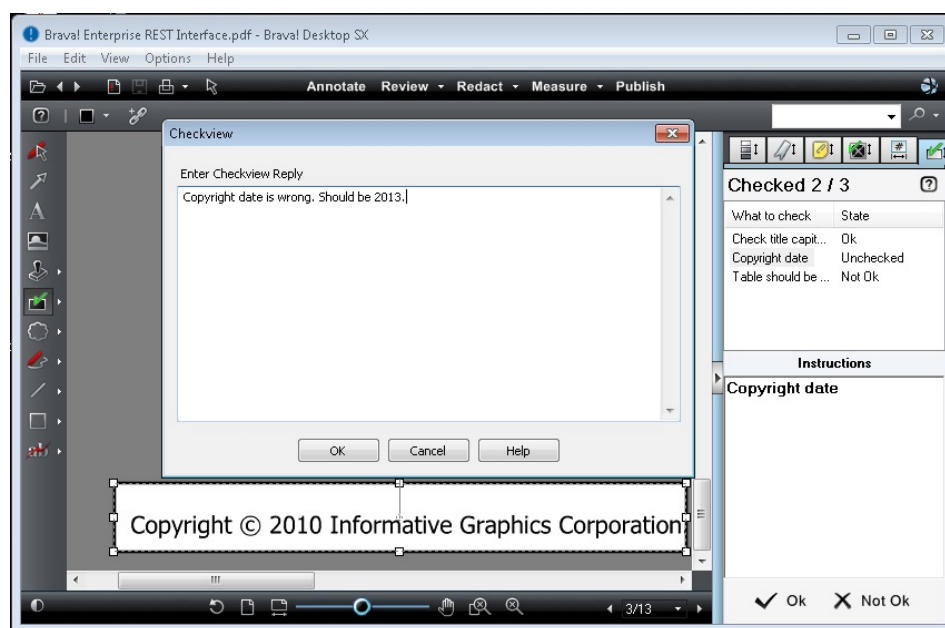 Brava! Enterprise REST Interface.pdf - Brava! Desktop SX
File Edit View Options Help
Annotate Review Redact Measure Publish
Checkview
Enter Checkview Reply
Copyright date is wrong. Should be 2013.
OK Cancel Help
Copyright © 2010 Informative Graphics Corporation
3/13
Checked 2 / 3
What to check State
Check title capit... Ok
Copyright date Unchecked
Table should be ... Not Ok
Instructions
Copyright date
Ok Not Ok